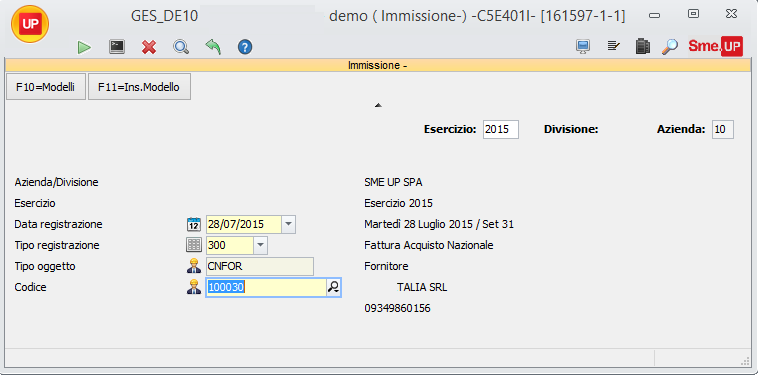 UP GES_DE10 demo ( Immissione-) -C5E401I- [161597-1-1]
12 Sme.UP
Immissione -
F10=Modelli F11=Ins.Modello
Esercizio: 2015 Divisione: Azienda: 10
Azienda/Divisione SME UP SPA
Esercizio Esercizio 2015
Data registrazione 12 28/07/2015 Martedì 28 Luglio 2015 / Set 31
Tipo registrazione 300 Fattura Acquisto Nazionale
Tipo oggetto CNFOR Fornitore
Codice 100030 TALIA SRL
09349860156